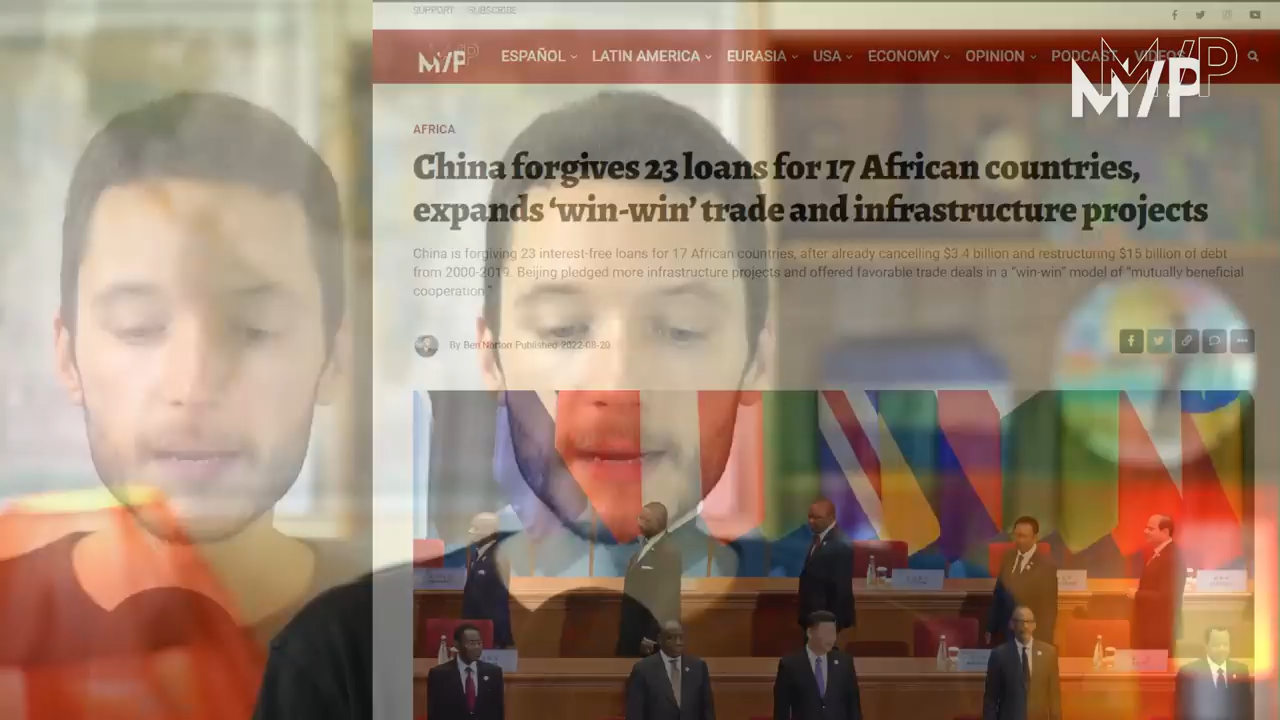 SUPPORT SUBSCRIBE
M/P ESPAÑOL LATIN AMERICA EURASIA USA ECONOMY OPINION PODCAST VIDEOS
M/P
AFRICA
China forgives 23 loans for 17 African countries,
expands ‘win-win’ trade and infrastructure projects
China is forgiving 23 interest-free loans for 17 African countries, after already cancelling $3.4 billion and restructuring $15 billion of debt
from 2000-2019. Beijing pledged more infrastructure projects and offered favorable trade deals in a “win-win” model of “mutually beneficial
cooperation.”
By Ben Norton Published 2022-08-20